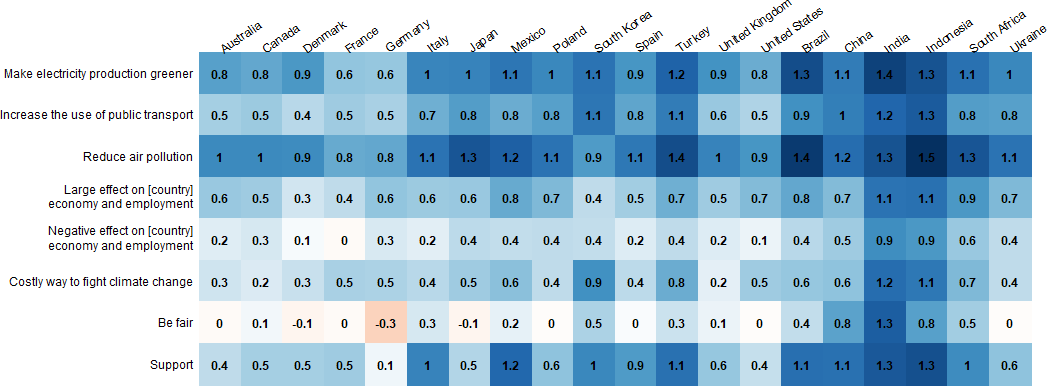 Australia Canada Denmark France Germany Italy Japan Mexico Poland South Korea Spain Turkey United Kingdom United States Brazil China India Indonesia South Africa Ukraine
Make electricity production greener 0.8 0.8 0.9 0.6 0.6 1 1 1.1 1 1.1 0.9 1.2 0.9 0.8 1.3 1.1 1.4 1.3 1.1 1
Increase the use of public transport 0.5 0.5 0.4 0.5 0.5 0.7 0.8 0.8 0.8 1.1 0.8 1.1 0.6 0.5 0.9 1 1.2 1.3 0.8 0.8
Reduce air pollution 1 1 0.9 0.8 0.8 1.1 1.3 1.2 1.1 0.9 1.1 1.4 1 0.9 1.4 1.2 1.3 1.5 1.3 1.1
Large effect on [country]
economy and employment 0.6 0.5 0.3 0.4 0.6 0.6 0.6 0.8 0.7 0.4 0.5 0.7 0.5 0.7 0.8 0.7 1.1 1.1 0.9 0.7
Negative effect on [country]
economy and employment 0.2 0.3 0.1 0 0.3 0.2 0.4 0.4 0.4 0.4 0.2 0.4 0.2 0.1 0.4 0.5 0.9 0.9 0.6 0.4
Costly way to fight climate change 0.3 0.2 0.3 0.5 0.5 0.4 0.5 0.6 0.4 0.9 0.4 0.8 0.2 0.5 0.6 0.6 1.2 1.1 0.7 0.4
Be fair 0 0.1 -0.1 0 -0.3 0.3 -0.1 0.2 0 0.5 0 0.3 0.1 0 0.4 0.8 1.3 0.8 0.5 0
Support 0.4 0.5 0.5 0.5 0.1 1 0.5 1.2 0.6 1 0.9 1.1 0.6 0.4 1.1 1.1 1.3 1.3 1 0.6